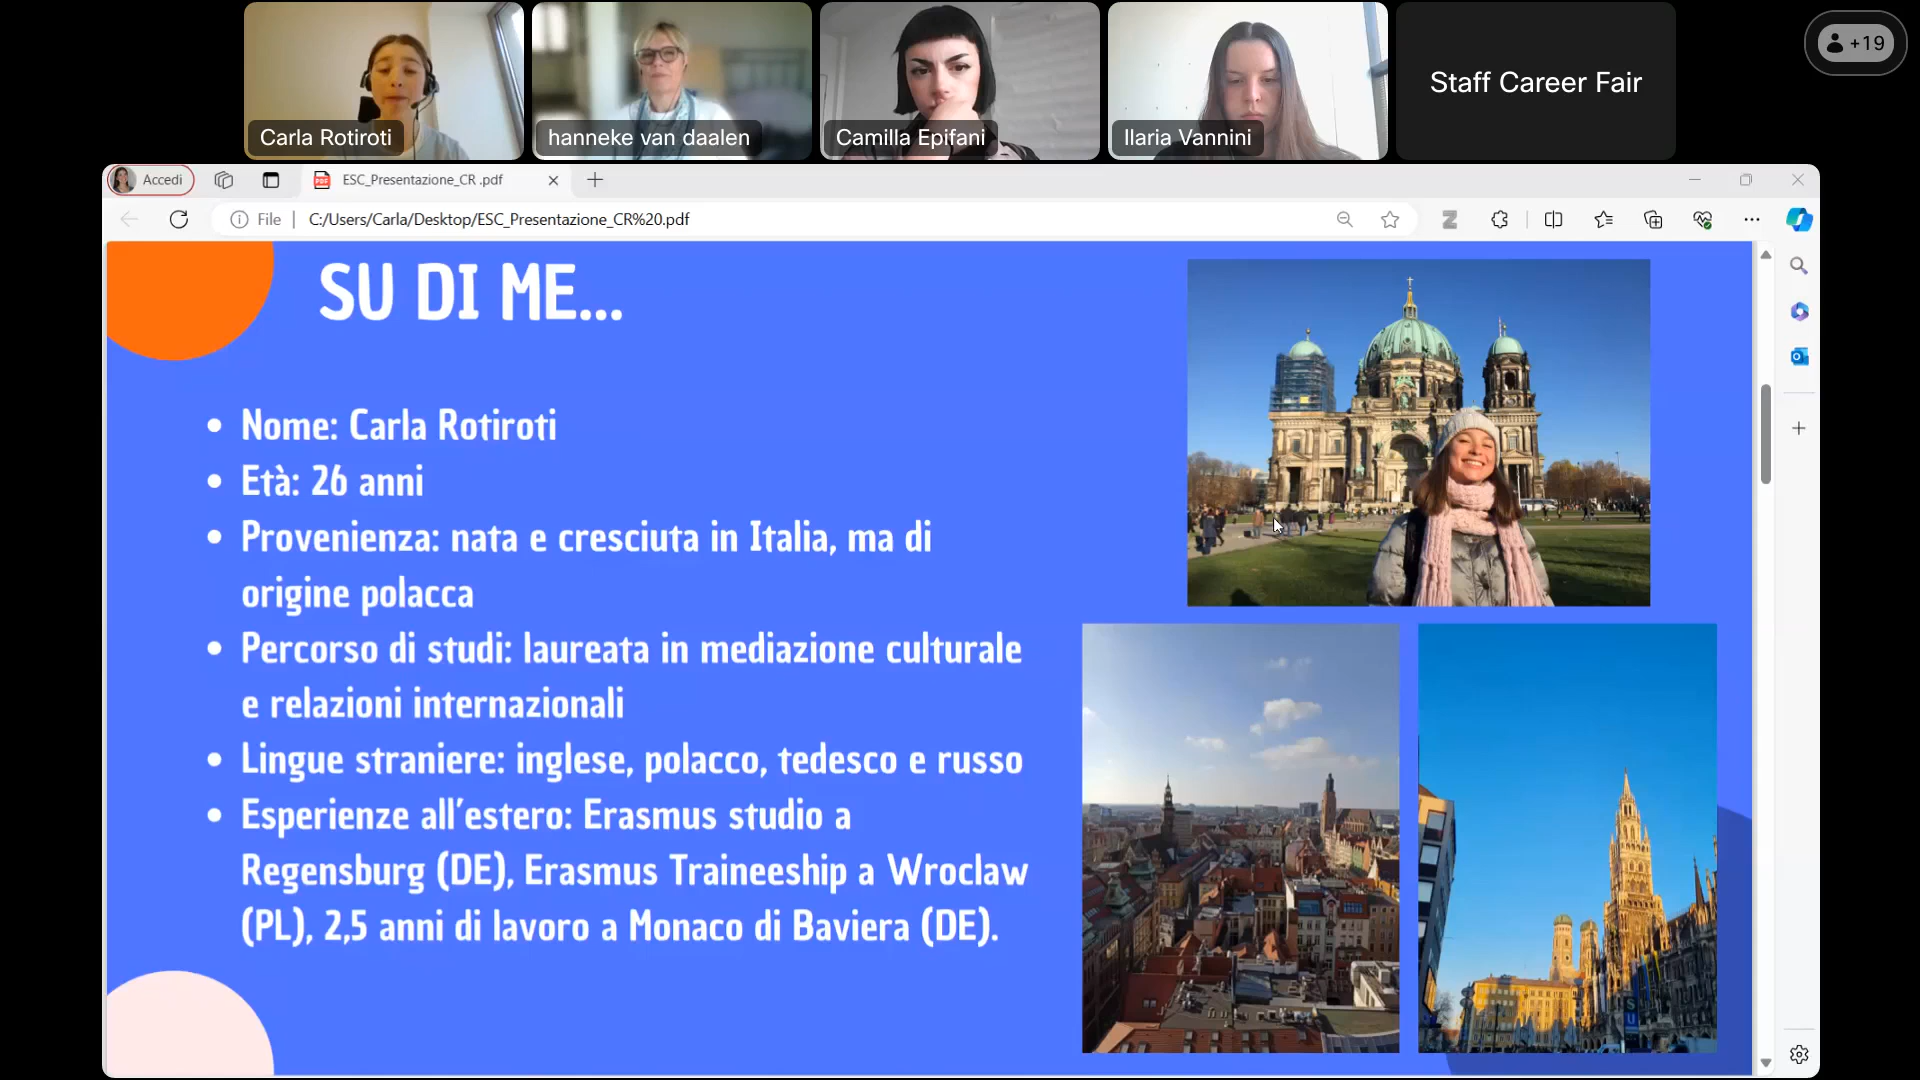 Staff Career Fair
+19
Carla Rotiroti
hanneke van daalen
Camilla Epifani
Ilaria Vannini
Accedi
ESC_Presentazione_CR .pdf
File
C:/Users/Carla/Desktop/ESC_Presentazione_CR%20.pdf
SU DI ME...
• Nome: Carla Rotiroti
• Età: 26 anni
• Provenienza: nata e cresciuta in Italia, ma di
origine polacca
• Percorso di studi: laureata in mediazione culturale
e relazioni internazionali
• Lingue straniere: inglese, polacco, tedesco e russo
• Esperienze all'estero: Erasmus studio a
Regensburg (DE), Erasmus Traineeship a Wroclaw
(PL), 2,5 anni di lavoro a Monaco di Baviera (DE).